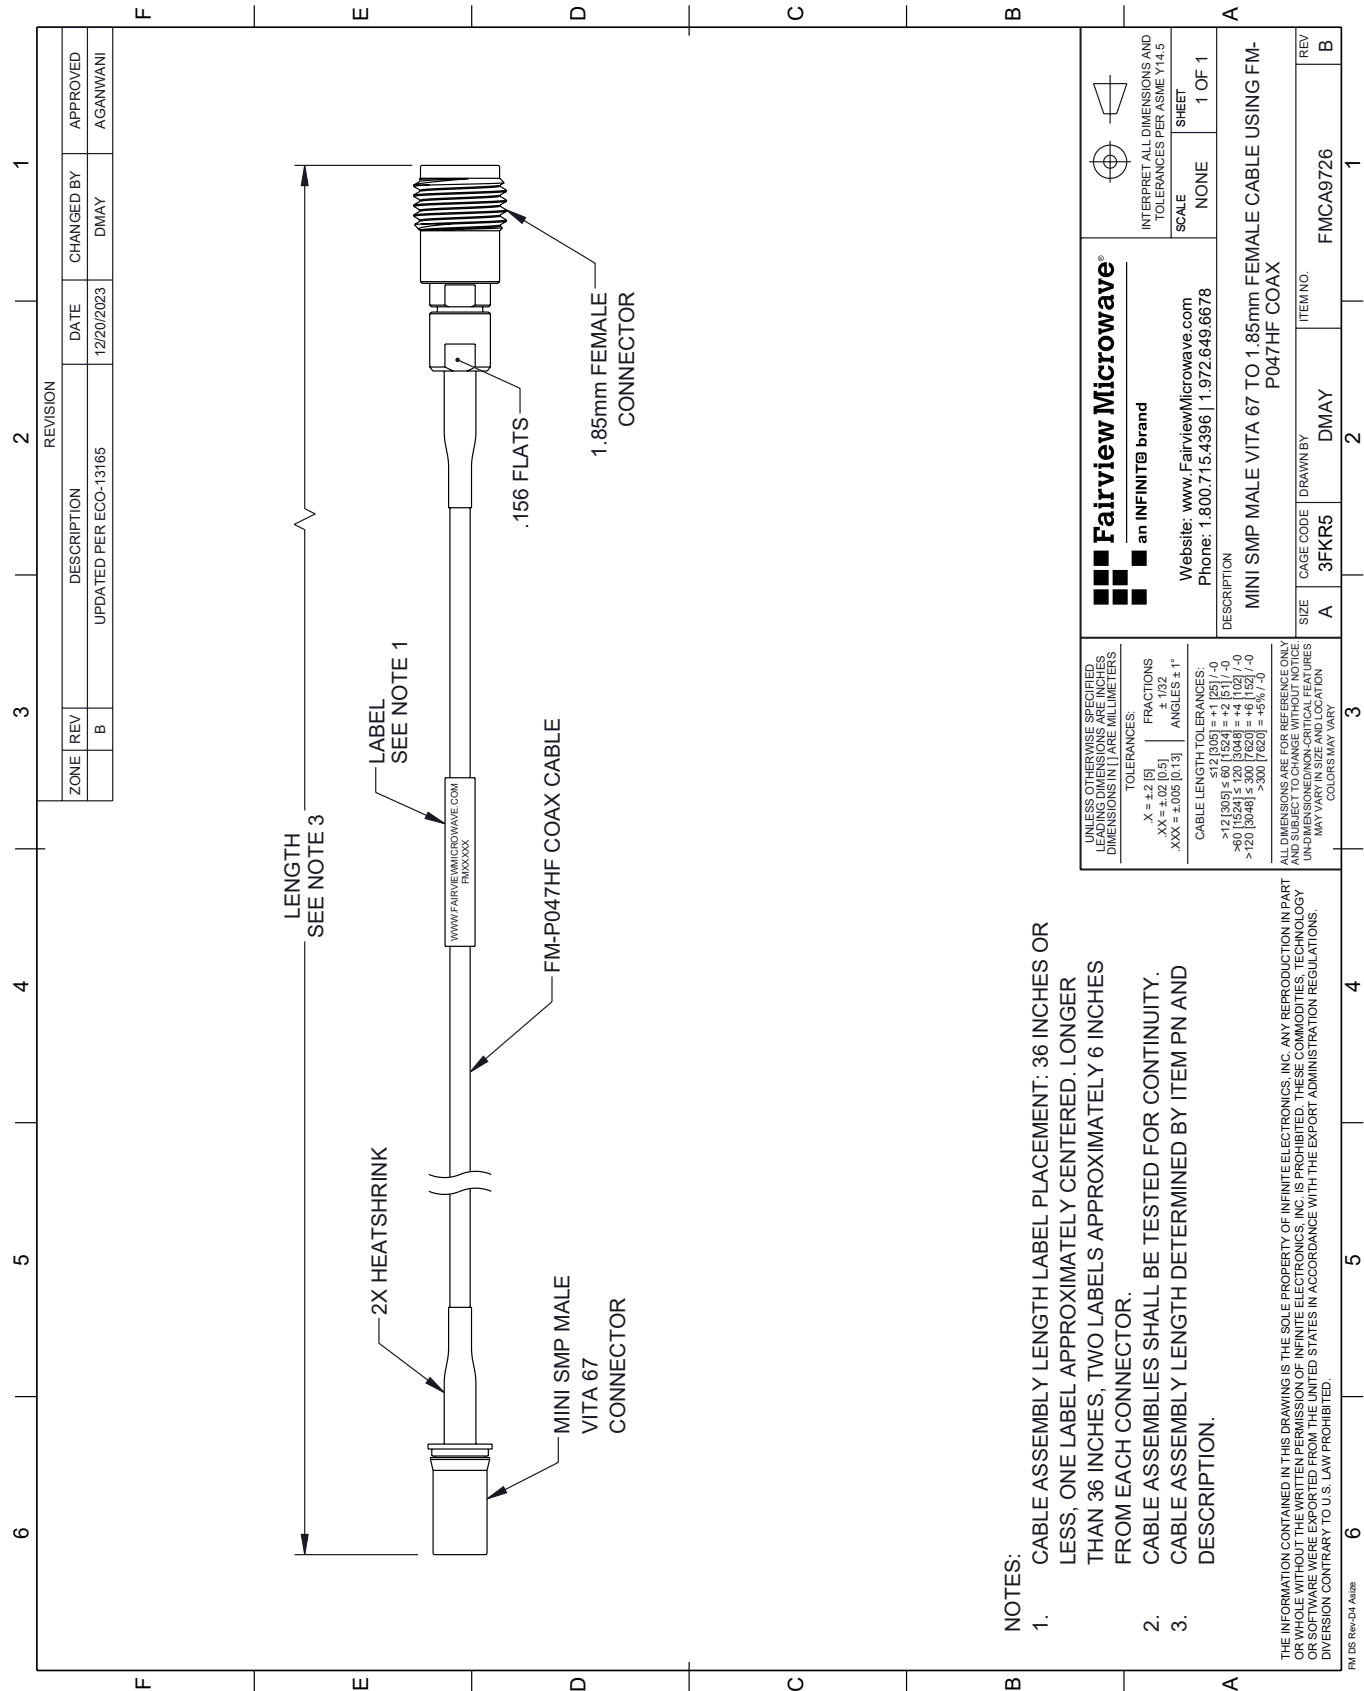 6
5
4
3
2
1
F
E
D
C
B
A
REVISION
ZONE REV DESCRIPTION DATE CHANGED BY APPROVED
B UPDATED PER ECO-13165 12/20/2023 DMAY AGANWANI
LENGTH
SEE NOTE 3
2X HEATSHRINK
LABEL
SEE NOTE 1
WWW.FAIRVIEWMICROWAVE.COM
FMXXXXX
.156 FLATS
MINI SMP MALE
VITA 67
CONNECTOR
FM-P047HF COAX CABLE
1.85mm FEMALE
CONNECTOR
NOTES:
1. CABLE ASSEMBLY LENGTH LABEL PLACEMENT: 36 INCHES OR
LESS, ONE LABEL APPROXIMATELY CENTERED. LONGER
THAN 36 INCHES, TWO LABELS APPROXIMATELY 6 INCHES
FROM EACH CONNECTOR.
2. CABLE ASSEMBLIES SHALL BE TESTED FOR CONTINUITY.
3. CABLE ASSEMBLY LENGTH DETERMINED BY ITEM PN AND
DESCRIPTION.
THE INFORMATION CONTAINED IN THIS DRAWING IS THE SOLE PROPERTY OF INFINITE ELECTRONICS, INC. ANY REPRODUCTION IN PART
OR WHOLE WITHOUT THE WRITTEN PERMISSION OF INFINITE ELECTRONICS, INC. IS PROHIBITED. THESE COMMODITIES, TECHNOLOGY
OR SOFTWARE WERE EXPORTED FROM THE UNITED STATES IN ACCORDANCE WITH THE EXPORT ADMINISTRATION REGULATIONS.
DIVERSION CONTRARY TO U.S. LAW PROHIBITED.
UNLESS OTHERWISE SPECIFIED
LEADING DIMENSIONS ARE INCHES
DIMENSIONS IN [ ] ARE MILLIMETERS
TOLERANCES:
.X = ±.2 [5] FRACTIONS
.XX = ±.02 [0.5] ± 1/32
.XXX = ±.005 [0.13] ANGLES ± 1°
CABLE LENGTH TOLERANCES:
≤12 [305] = +1 [25] / -0
>12 [305] ≤ 60 [1524] = +2 [51] / -0
>60 [1524] ≤ 120 [3048] = +4 [102] / -0
>120 [3048] ≤ 300 [7620] = +6 [152] / -0
>300 [7620] = +5% / -0
ALL DIMENSIONS ARE FOR REFERENCE ONLY
AND SUBJECT TO CHANGE WITHOUT NOTICE.
UN-DIMENSIONED/NON-CRITICAL FEATURES
MAY VARY IN SIZE AND LOCATION
COLORS MAY VARY
Fairview Microwave®
an INFINIT@ brand
Website: www.FairviewMicrowave.com
Phone: 1.800.715.4396 | 1.972.649.6678
INTERPRET ALL DIMENSIONS AND
TOLERANCES PER ASME Y14.5
SCALE NONE
SHEET 1 OF 1
DESCRIPTION
MINI SMP MALE VITA 67 TO 1.85mm FEMALE CABLE USING FM-
P047HF COAX
SIZE A
CAGE CODE 3FKR5
DRAWN BY DMAY
ITEM NO. FMCA9726
REV B
F
E
D
C
B
A
6
5
4
3
2
1
FM DS Rev-D4 Asize